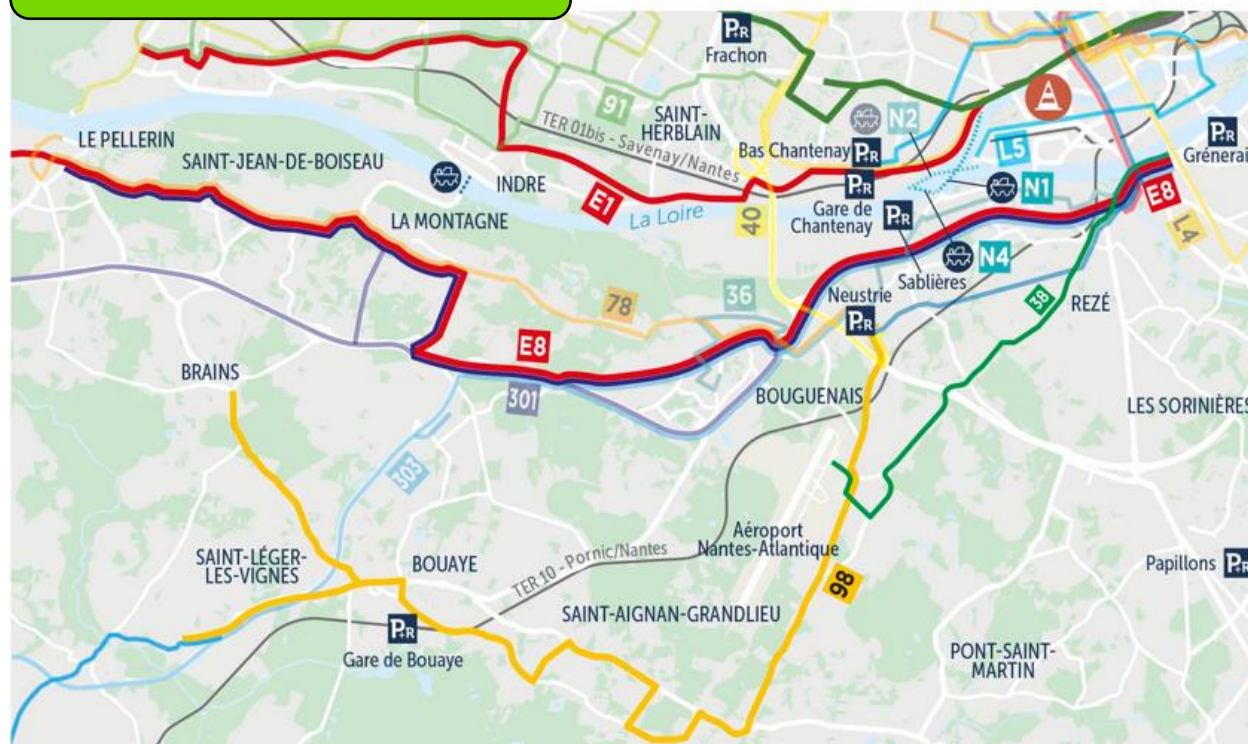 P+R
Frachon
91
SAINT-
HERBLAIN
N2
TER 01bis - Savenay/Nantes
Bas Chantenay P+R
L5
P+R
Grénerai
LE PELLERIN
SAINT-JEAN-DE-BOISEAU
INDRE
P+R
Gare de
Chantenay
N1
E8
E1
La Loire
40
LA MONTAGNE
P+R
Sablières
L4
N4
78
36
Neustrie
P+R
38
REZÉ
E8
BRAINS
301
BOUGUENAIS
LES SORINIÈRES
303
Aéroport
Nantes-Atlantique
SAINT-LÉGER-
LES-VIGNES
BOUAYE
TER 10 - Pornic/Nantes
98
Papillons P+R
SAINT-AIGNAN-GRANDLIEU
P+R
Gare de Bouaye
PONT-SAINT-
MARTIN